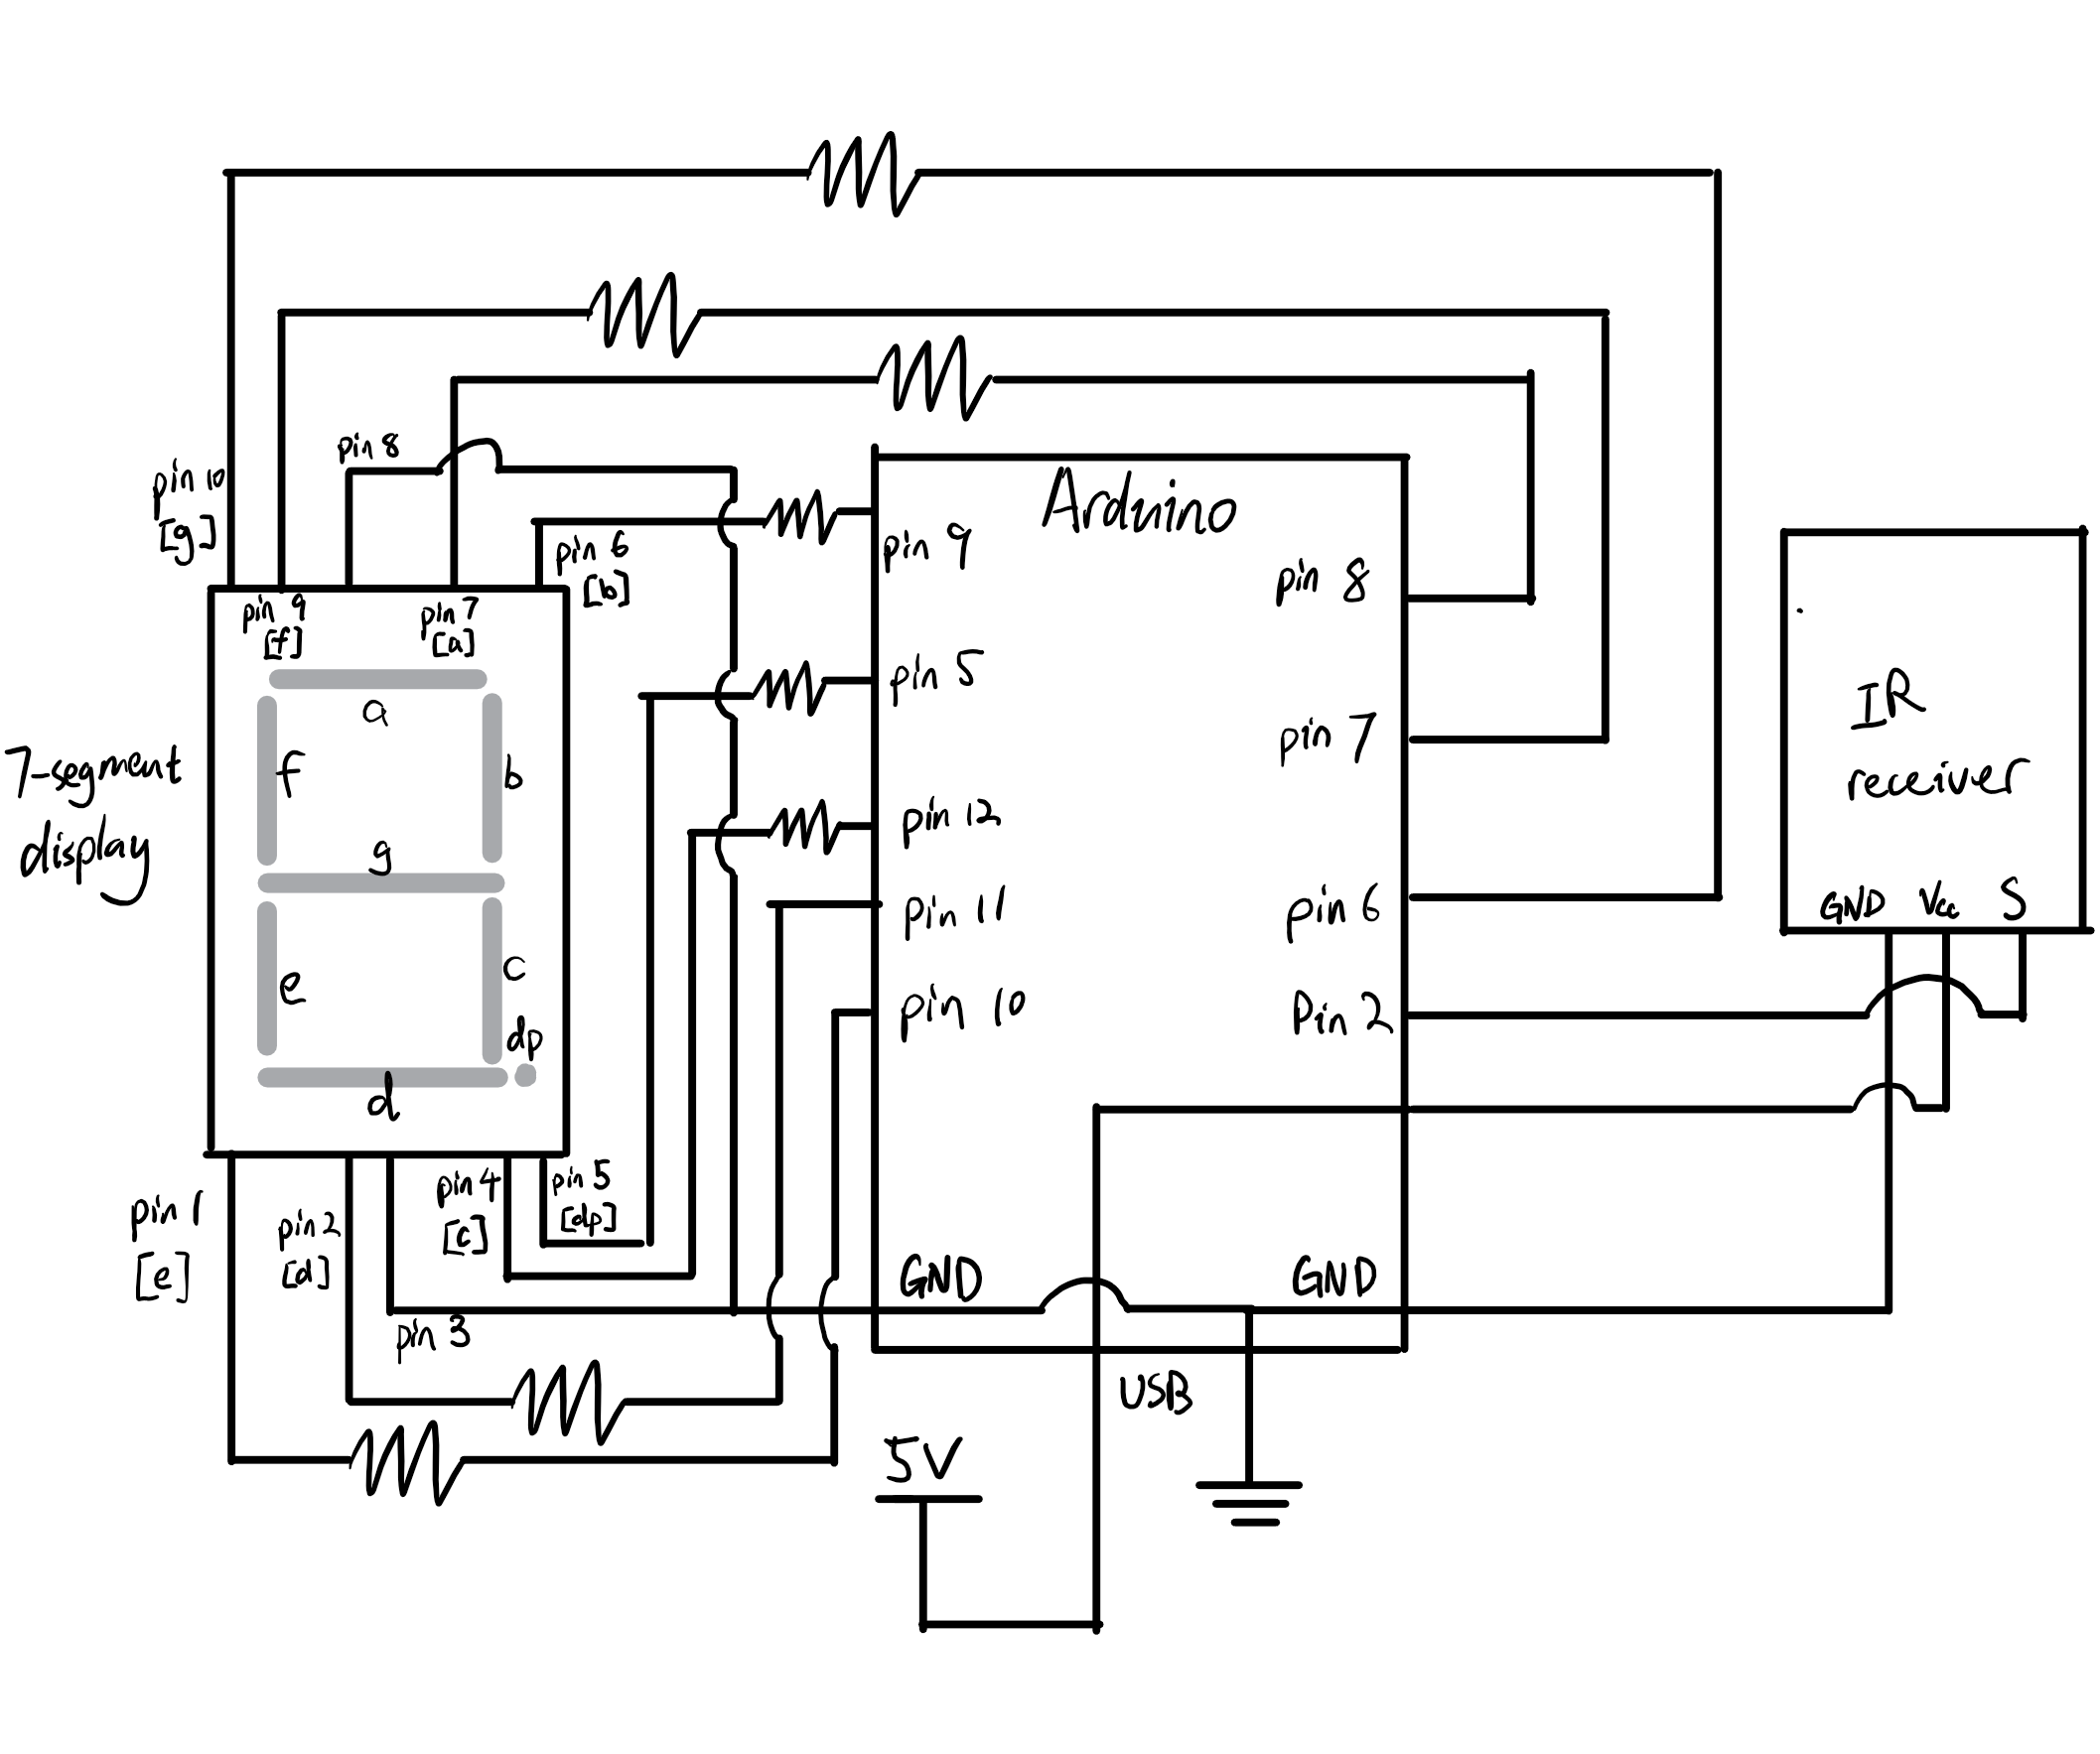 pin 8
pin 10
[g]
Arduino
pin 9
pin 6
[b]
pin 8
pin 9
[f]
pin 7
[a]
pin 5
IR
receiver
a
f
b
7-segment
display
pin 7
pin 12
g
GND Vcc S
pin 11
pin 6
e
c
pin 10
Pin 2
dp
d
pin 1
[e]
pin 2
[d]
pin 4
[c]
pin 5
[dp]
GND
GND
pin 3
USB
5V